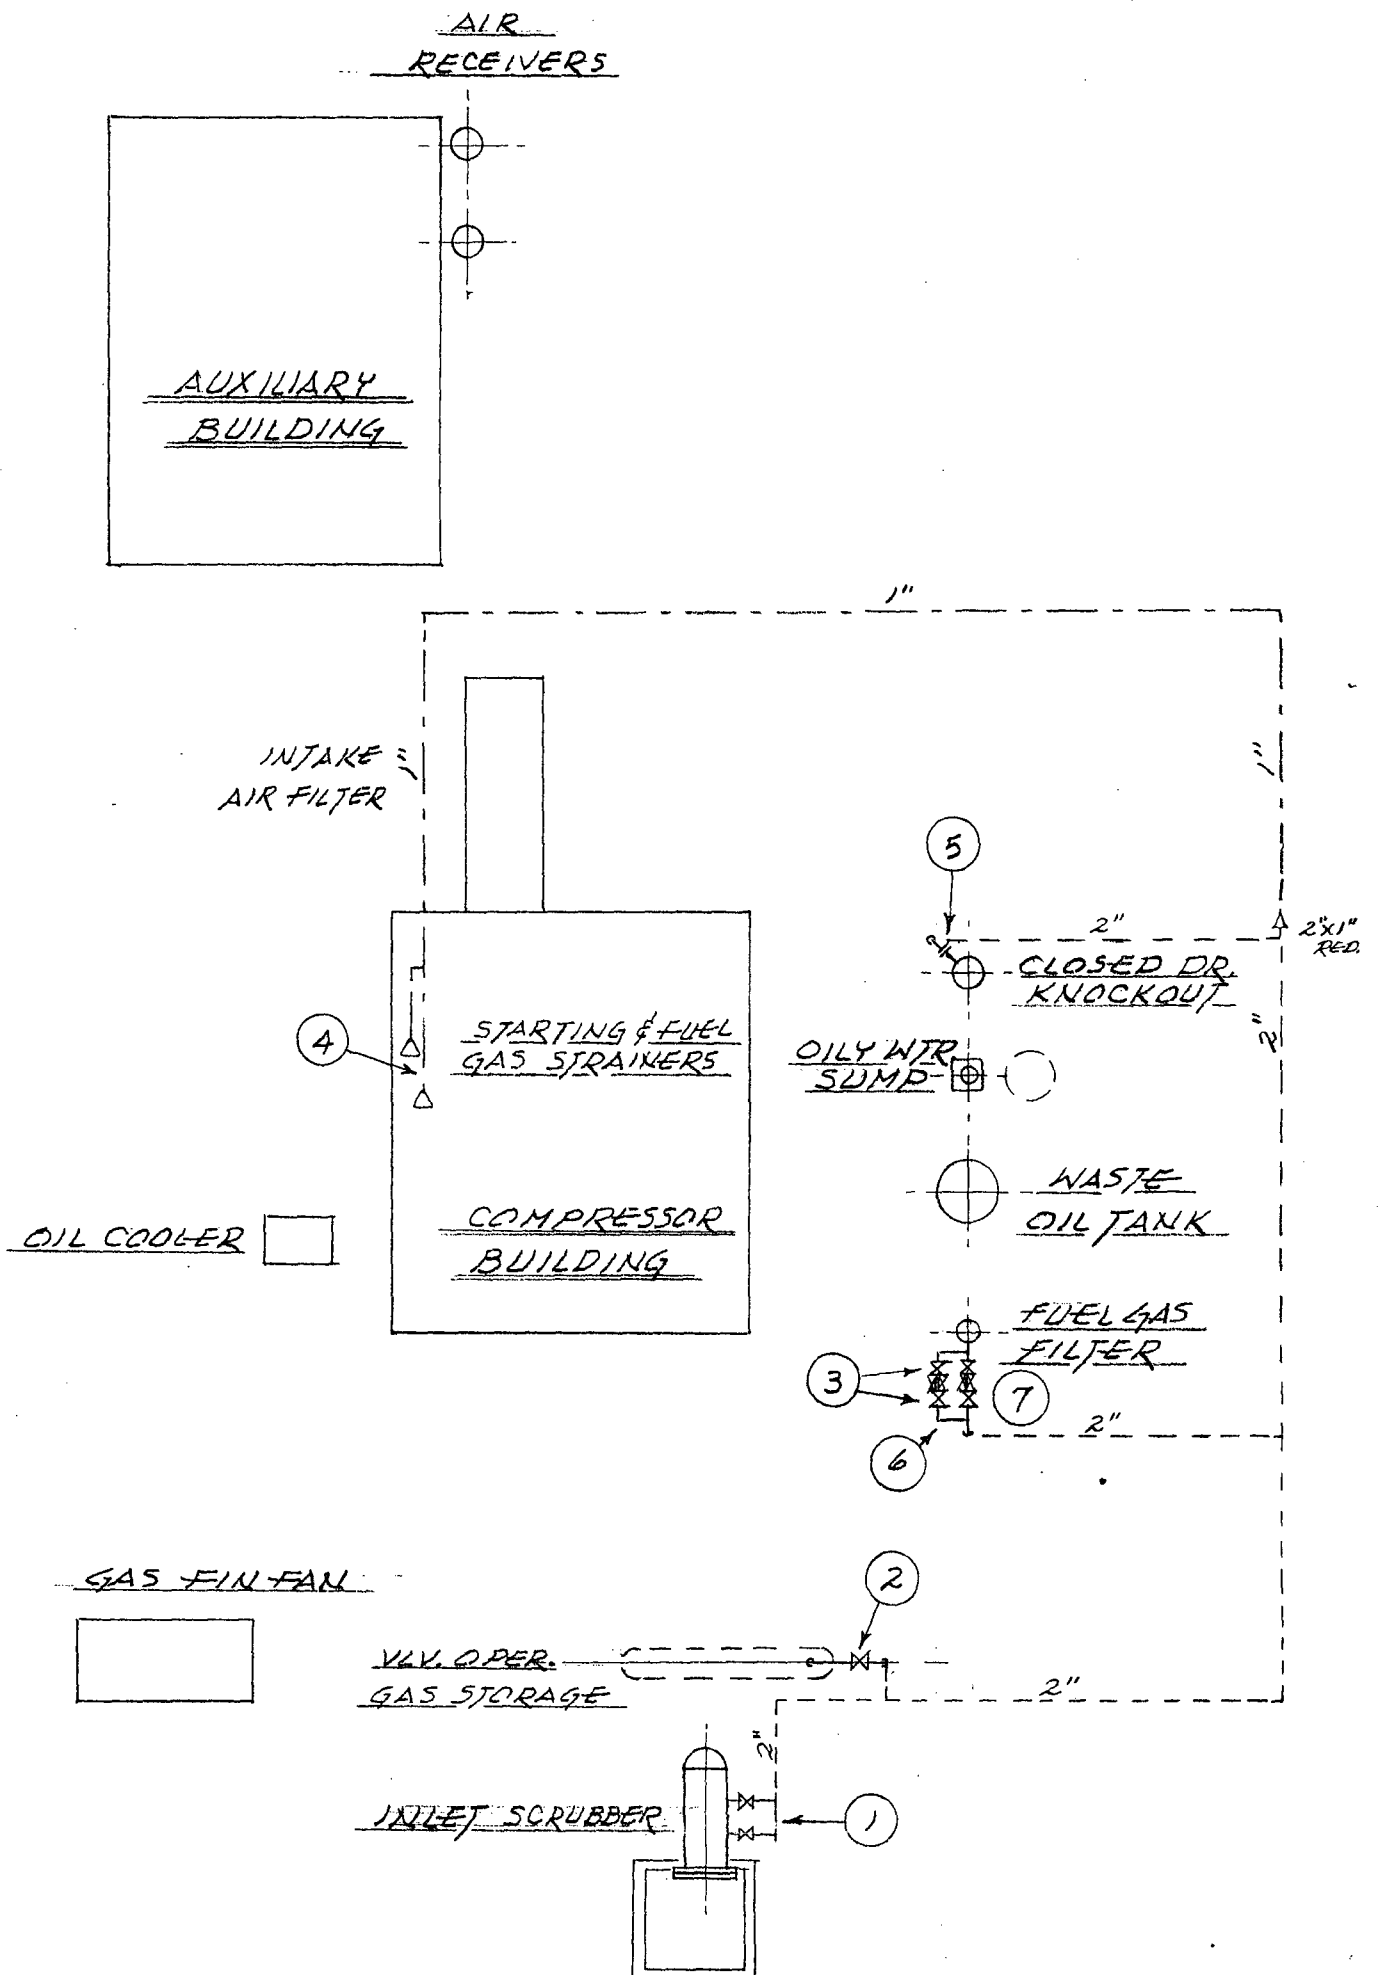 AIR
RECEIVERS
AUXILIARY
BUILDING
1"
INTAKE
AIR FILTER
1"
1"
5
2"
2"x1"
RED.
CLOSED DR.
KNOCKOUT
4
STARTING & FUEL
GAS STRAINERS
2"
OILY WTR
SUMP
WASTE
OIL TANK
OIL COOLER
COMPRESSOR
BUILDING
FUEL GAS
FILTER
3
7
2"
6
GAS FIN FAN
2
VLV. OPER.
GAS STORAGE
2"
2"
INLET SCRUBBER
1